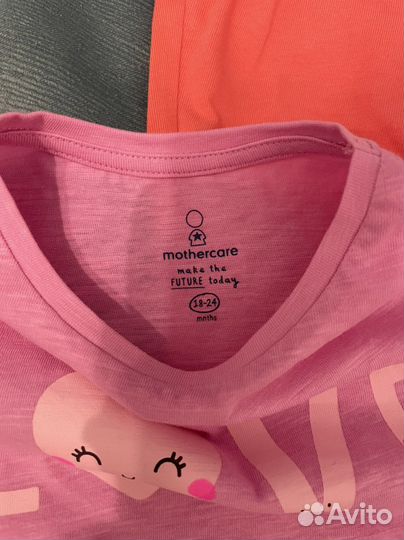 mothercare
make the
FUTURE today
18-24
mnths
Avito